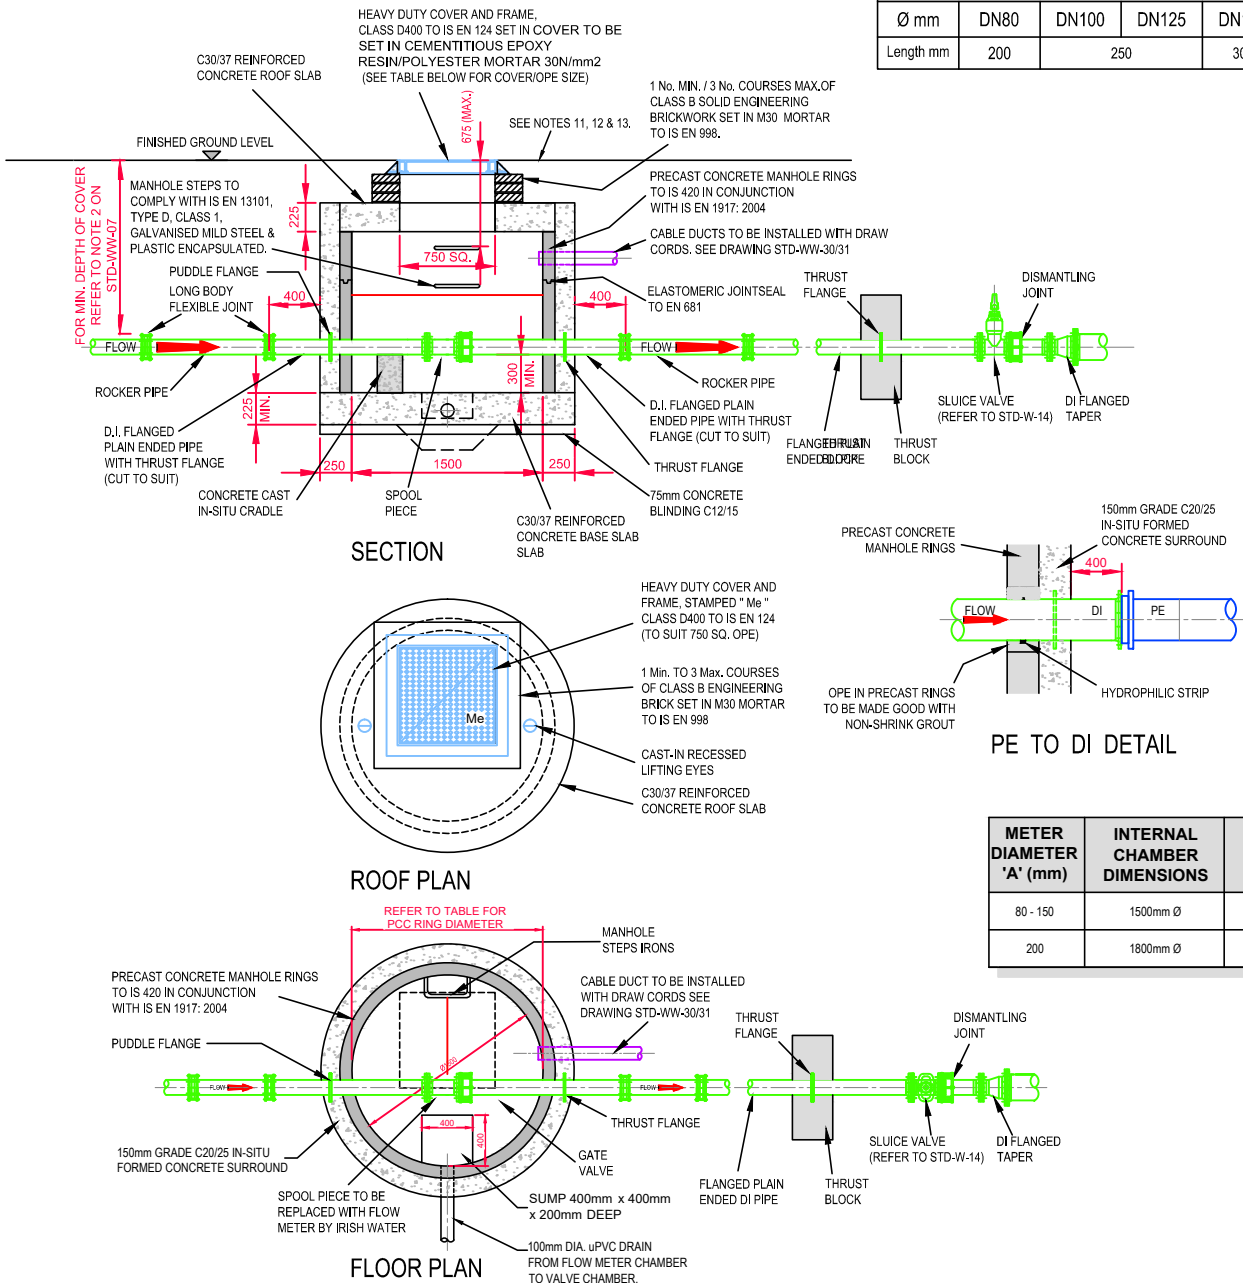 HEAVY DUTY COVER AND FRAME,
CLASS D400 TO IS EN 124 SET IN COVER TO BE
SET IN CEMENTITIOUS EPOXY
RESIN/POLYESTER MORTAR 30N/mm2
(SEE TABLE BELOW FOR COVER/OPE SIZE)
Ø mm DN80 DN100 DN125
Length mm 200 250
C30/37 REINFORCED
CONCRETE ROOF SLAB
675 (MAX.)
1 No. MIN. / 3 No. COURSES MAX.OF
CLASS B SOLID ENGINEERING
BRICKWORK SET IN M30 MORTAR
TO IS EN 998.
SEE NOTES 11, 12 & 13.
FINISHED GROUND LEVEL
FOR MIN. DEPTH OF COVER
REFER TO NOTE 2 ON
STD-WW-07
MANHOLE STEPS TO
COMPLY WITH IS EN 13101,
TYPE D, CLASS 1,
GALVANISED MILD STEEL &
PLASTIC ENCAPSULATED.
225
PRECAST CONCRETE MANHOLE RINGS
TO IS 420 IN CONJUNCTION
WITH IS EN 1917: 2004
CABLE DUCTS TO BE INSTALLED WITH DRAW
CORDS. SEE DRAWING STD-WW-30/31
750 SQ.
PUDDLE FLANGE
LONG BODY
FLEXIBLE JOINT
400
400
ELASTOMERIC JOINTSEAL
TO EN 681
THRUST
FLANGE
DISMANTLING
JOINT
FLOW
FLOW
ROCKER PIPE
300
MIN.
ROCKER PIPE
225
MIN.
D.I. FLANGED
PLAIN ENDED PIPE
WITH THRUST FLANGE
(CUT TO SUIT)
D.I. FLANGED PLAIN
ENDED PIPE WITH THRUST
FLANGE (CUT TO SUIT)
SLUICE VALVE
(REFER TO STD-W-14)
DI FLANGED
TAPER
THRUST
BLOCK
250
1500
250
THRUST FLANGE
CONCRETE CAST
IN-SITU CRADLE
SPOOL
PIECE
75mm CONCRETE
BLINDING C12/15
C30/37 REINFORCED
CONCRETE BASE SLAB
SLAB
SECTION
PRECAST CONCRETE
MANHOLE RINGS
150mm GRADE C20/25
IN-SITU FORMED
CONCRETE SURROUND
400
FLOW
DI
PE
OPE IN PRECAST RINGS
TO BE MADE GOOD WITH
NON-SHRINK GROUT
HYDROPHILIC STRIP
PE TO DI DETAIL
HEAVY DUTY COVER AND
FRAME, STAMPED " Me "
CLASS D400 TO IS EN 124
(TO SUIT 750 SQ. OPE)
1 Min. TO 3 Max. COURSES
OF CLASS B ENGINEERING
BRICK SET IN M30 MORTAR
TO IS EN 998
Me
CAST-IN RECESSED
LIFTING EYES
C30/37 REINFORCED
CONCRETE ROOF SLAB
ROOF PLAN
METER
DIAMETER
'A' (mm)
INTERNAL
CHAMBER
DIMENSIONS
80 - 150 1500mm Ø
200 1800mm Ø
REFER TO TABLE FOR
PCC RING DIAMETER
MANHOLE
STEPS IRONS
PRECAST CONCRETE MANHOLE RINGS
TO IS 420 IN CONJUNCTION
WITH IS EN 1917: 2004
CABLE DUCT TO BE INSTALLED
WITH DRAW CORDS SEE
DRAWING STD-WW-30/31
PUDDLE FLANGE
THRUST
FLANGE
DISMANTLING
JOINT
FLOW
FLOW
400
400
THRUST FLANGE
150mm GRADE C20/25 IN-SITU
FORMED CONCRETE SURROUND
GATE
VALVE
SLUICE VALVE
(REFER TO STD-W-14)
DI FLANGED
TAPER
SPOOL PIECE TO BE
REPLACED WITH FLOW
METER BY IRISH WATER
SUMP 400mm x 400mm
x 200mm DEEP
FLANGED PLAIN
ENDED DI PIPE
THRUST
BLOCK
100mm DIA. uPVC DRAIN
FROM FLOW METER CHAMBER
TO VALVE CHAMBER.
FLOOR PLAN